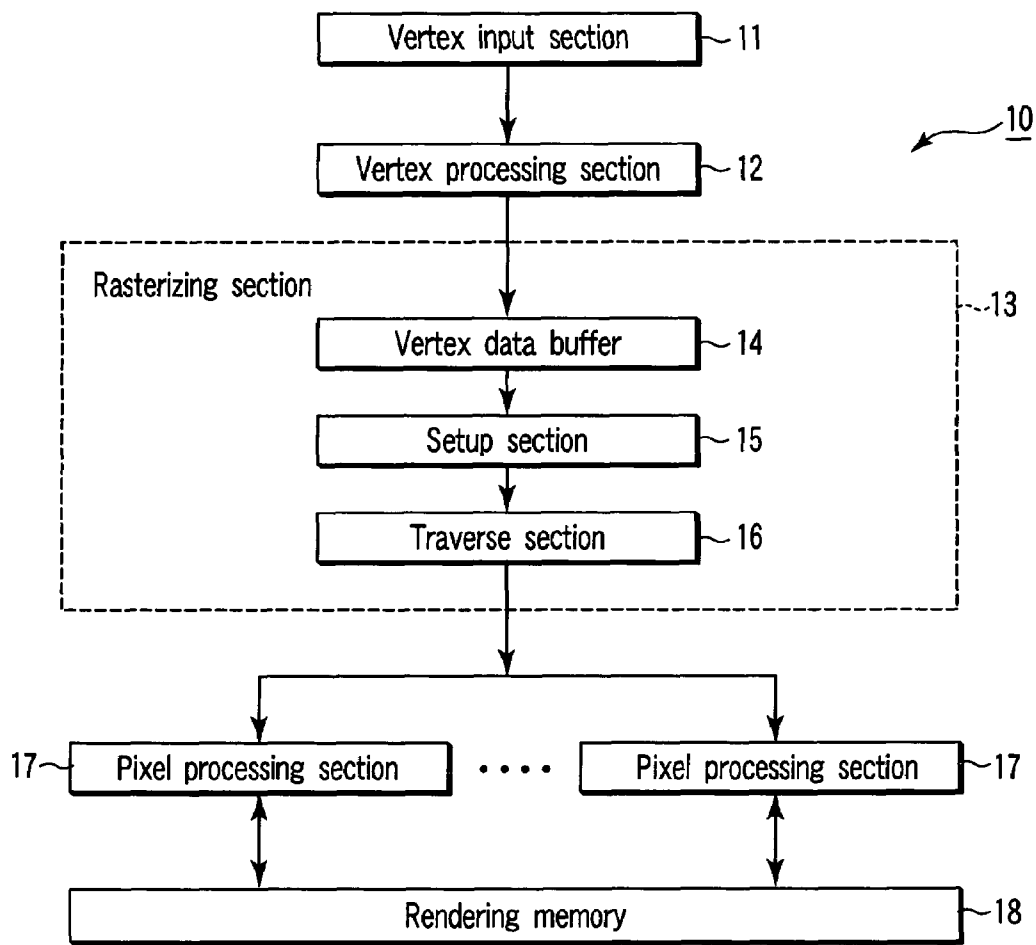 Vertex input section 11
10
Vertex processing section 12
Rasterizing section 13
Vertex data buffer 14
Setup section 15
Traverse section 16
17 Pixel processing section Pixel processing section 17
Rendering memory 18